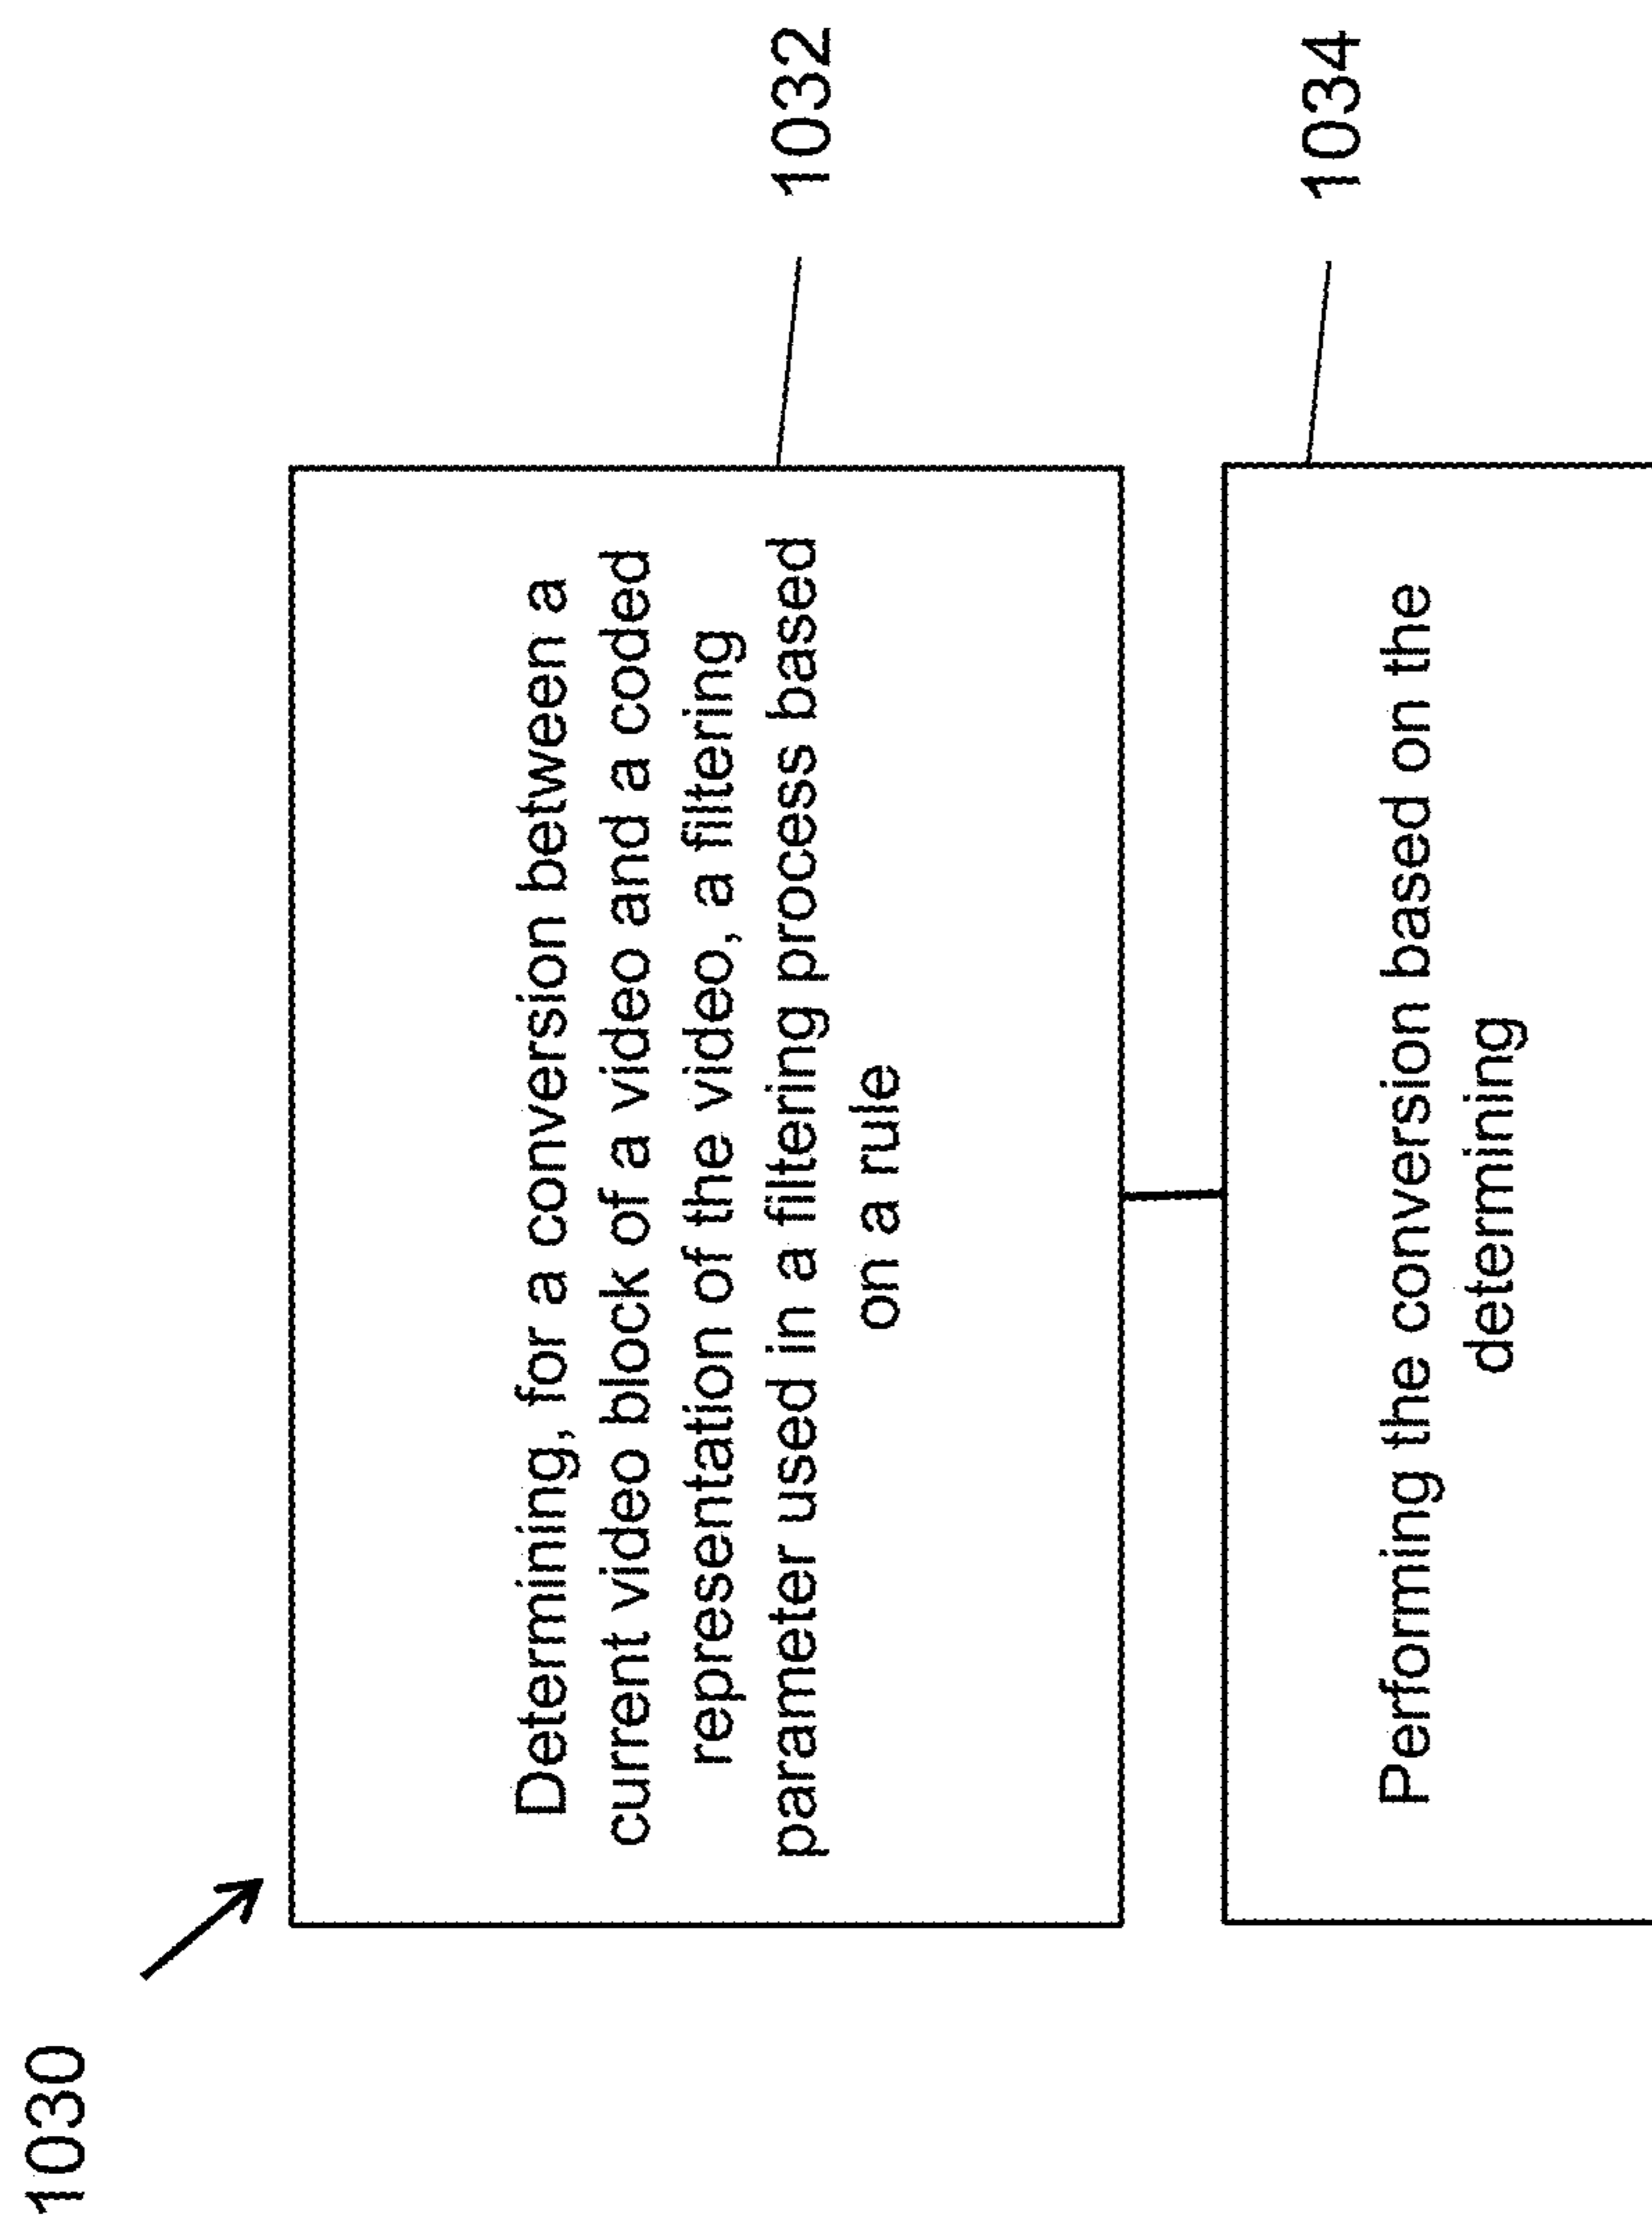 1030
Determining, for a conversion between a
current video block of a video and a coded
representation of the video, a filtering
parameter used in a filtering process based
on a rule
1032
Performing the conversion based on the
determining
1034